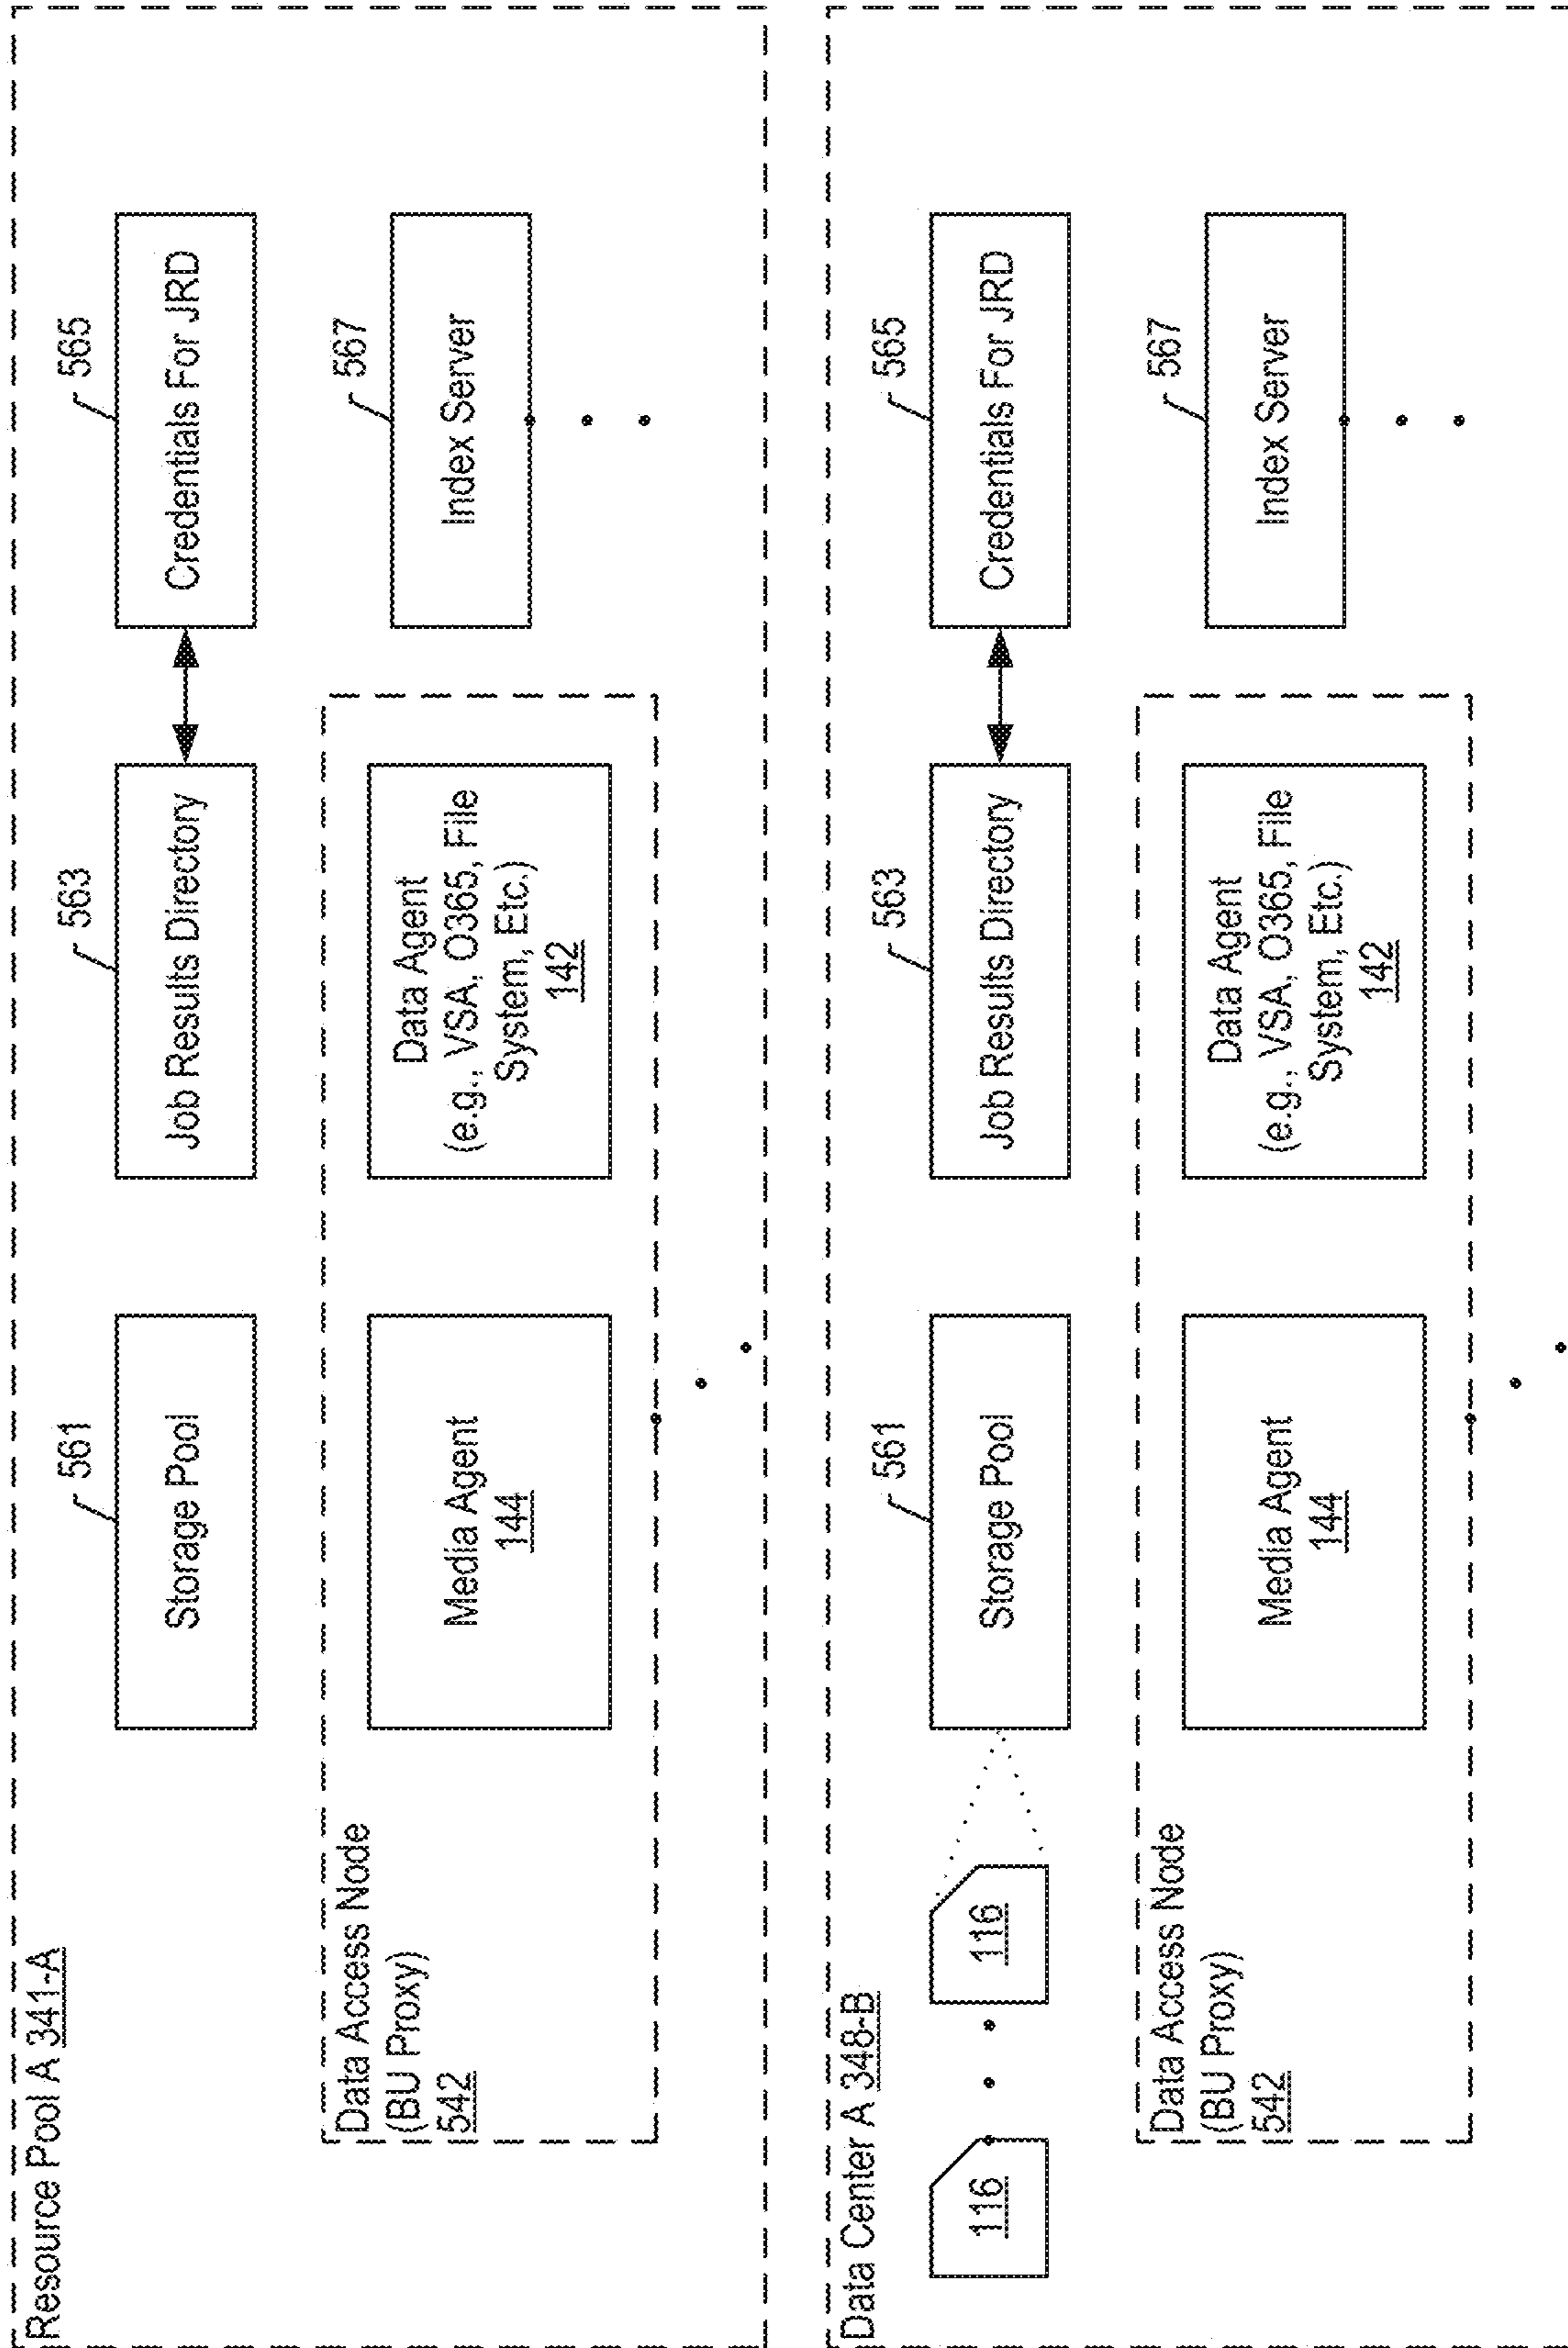 Resource Pool A 341-A
561
Storage Pool
563
Job Results Directory
565
Credentials For JRD
Data Access Node
(BU Proxy)
542
Media Agent
144
Data Agent
(e.g., VSA, O365, File
System, Etc.)
142
567
Index Server
Data Center A 348-B
116
116
561
Storage Pool
563
Job Results Directory
565
Credentials For JRD
Data Access Node
(BU Proxy)
542
Media Agent
144
Data Agent
(e.g., VSA, O365, File
System, Etc.)
142
567
Index Server